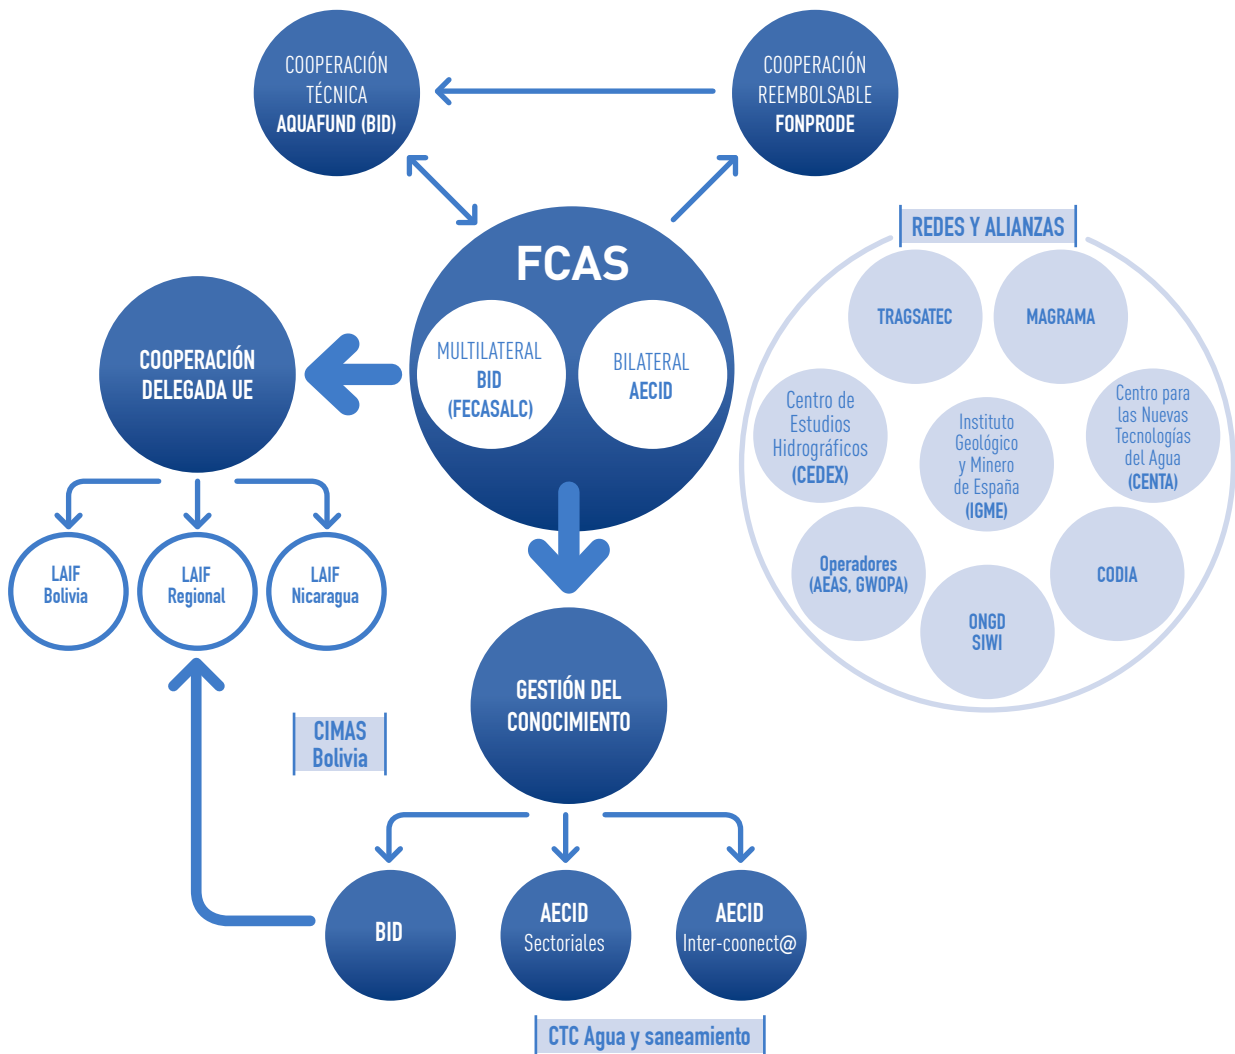 COOPERACIÓN
TÉCNICA
AQUAFUND (BID)
COOPERACIÓN
REEMBOLSABLE
FONPRODE
FCAS
MULTILATERAL
BID
(FECASALC)
BILATERAL
AECID
COOPERACIÓN
DELEGADA UE
LAIF
Bolivia
LAIF
Regional
LAIF
Nicaragua
REDES Y ALIANZAS
TRAGSATEC
MAGRAMA
Centro de
Estudios
Hidrográficos
(CEDEX)
Instituto
Geológico
y Minero
de España
(IGME)
Centro para
las Nuevas
Tecnologías
del Agua
(CENTA)
Operadores
(AEAS, GWOPA)
ONGD
SIWI
CODIA
GESTIÓN DEL
CONOCIMIENTO
CIMAS
Bolivia
BID
AECID
Sectoriales
AECID
Inter-coonect@
CTC Agua y saneamiento